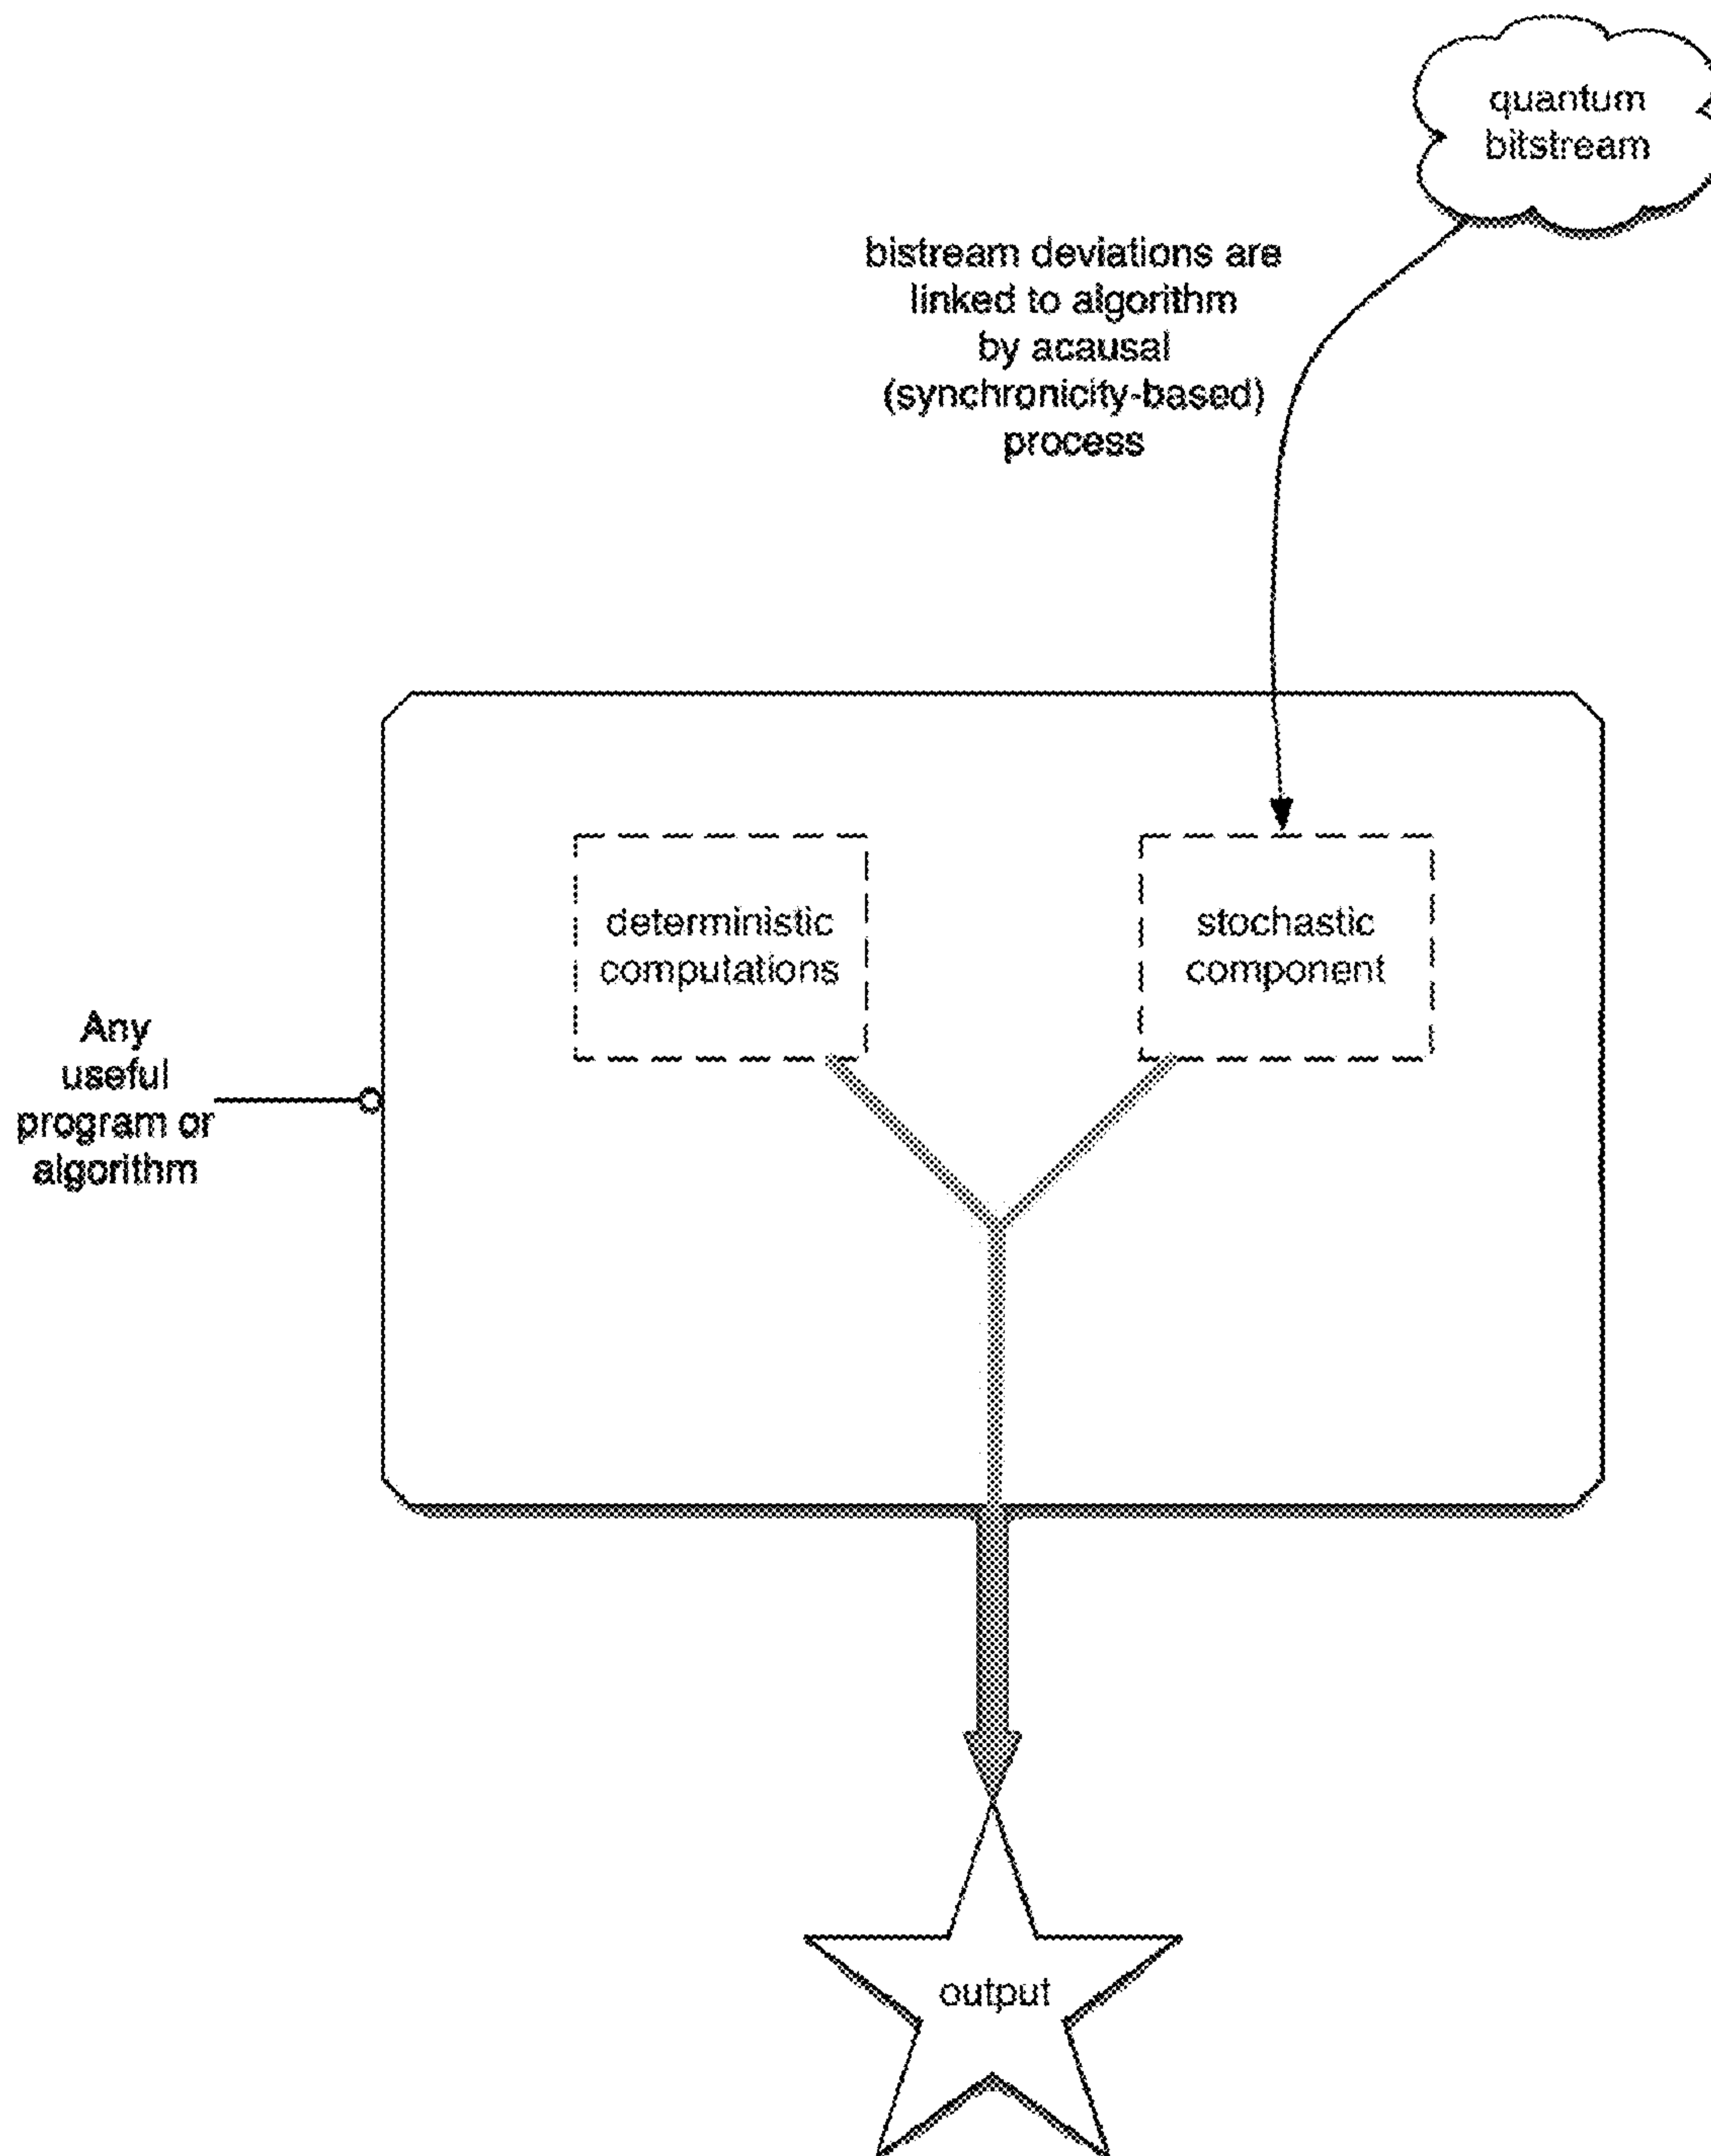 quantum
bitstream
bistream deviations are
linked to algorithm
by acausal
(synchronicity-based)
process
deterministic
computations
stochastic
component
Any
useful
program or
algorithm
output